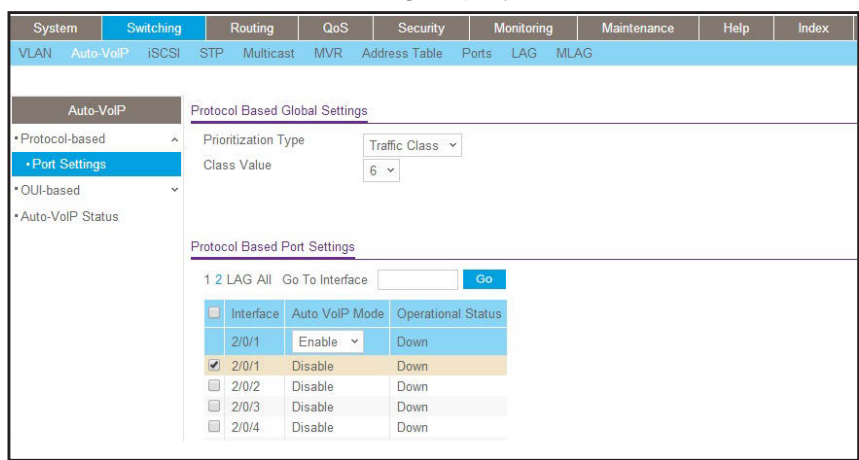 System Switching Routing QoS Security Monitoring Maintenance Help Index
VLAN Auto-VoIP iSCSI STP Multicast MVR Address Table Ports LAG MLAG
Auto-VoIP
Protocol Based Global Settings
• Protocol-based
• Port Settings
• OUI-based
• Auto-VoIP Status
Prioritization Type Traffic Class
Class Value 6
Protocol Based Port Settings
1 2 LAG All Go To Interface Go
Interface Auto VoIP Mode Operational Status
2/0/1 Enable Down
2/0/1 Disable Down
2/0/2 Disable Down
2/0/3 Disable Down
2/0/4 Disable Down